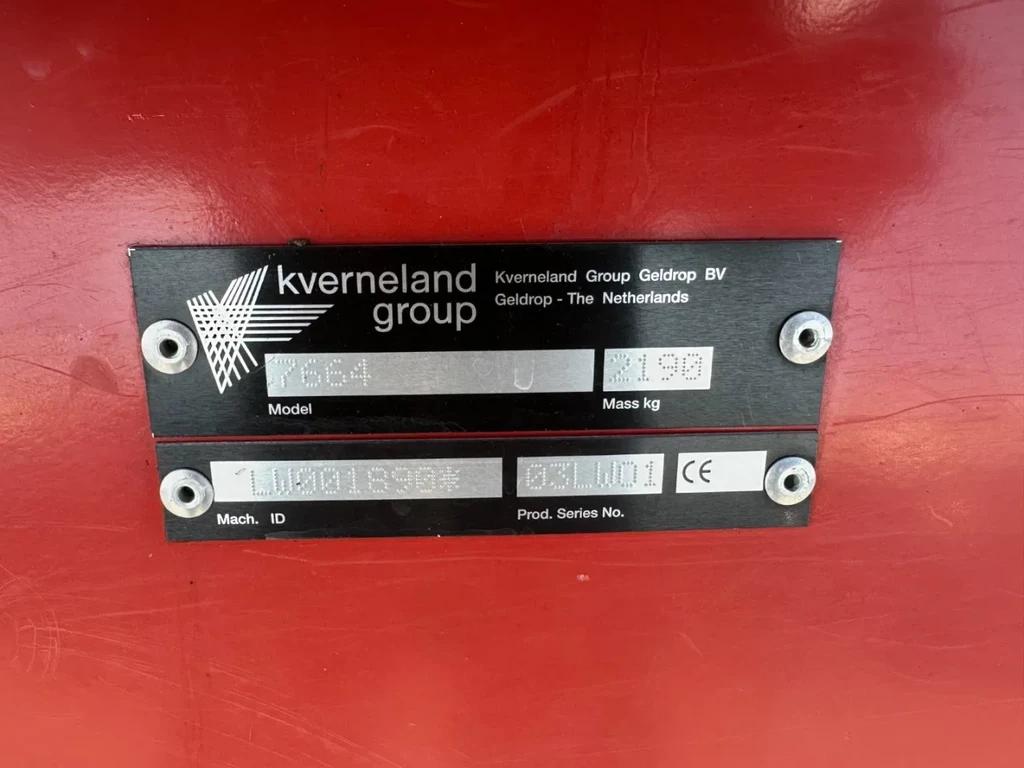 kverneland
group
Kverneland Group Geldrop BV
Geldrop - The Netherlands
7664
2190
Model
Mass kg
LW001890*
03LW01
CE
Mach. ID
Prod. Series No.